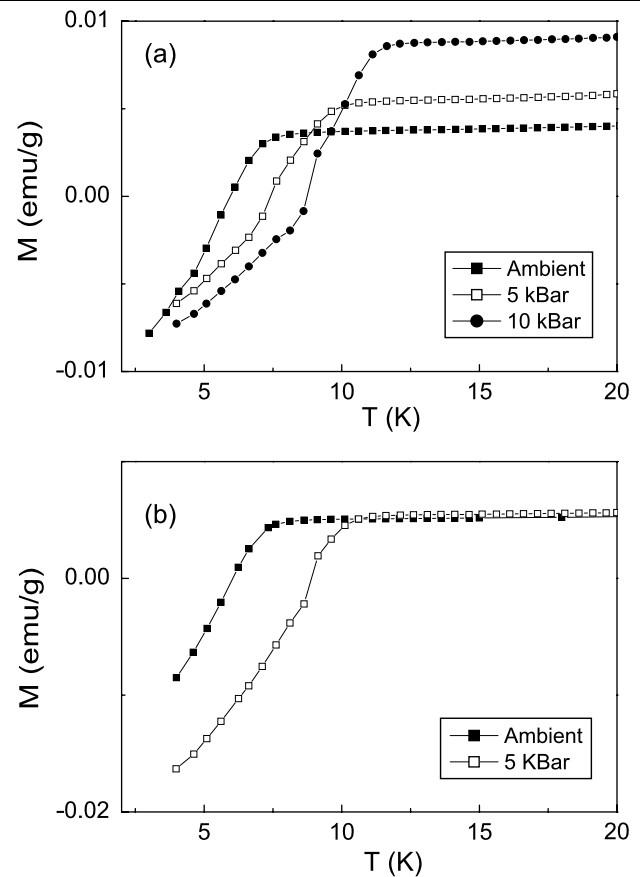 0.01
(a)
0.00
M (emu/g)
Ambient
5 kBar
10 kBar
-0.01
5
10
15
20
T (K)
(b)
0.00
M (emu/g)
Ambient
5 KBar
-0.02
5
10
15
20
T (K)